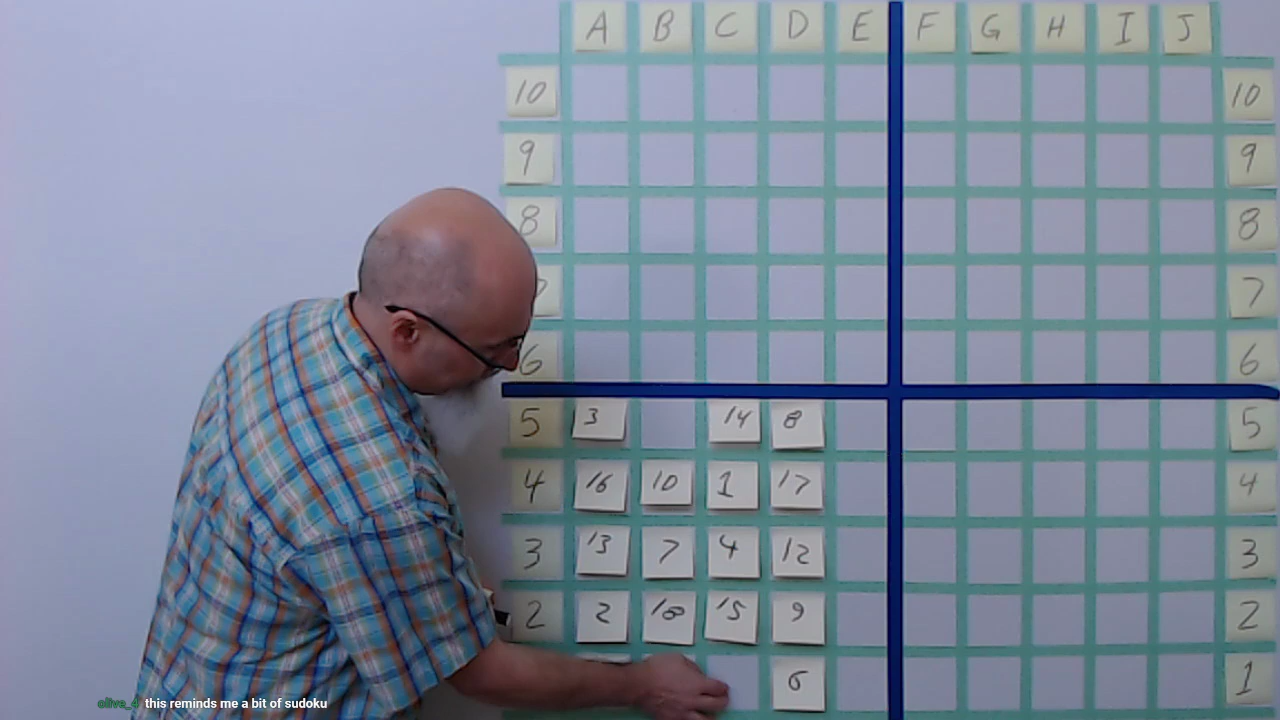 A B C D E F G H I J
10 10
9 9
8 8
7
6 6
5 3 14 8 5
4 16 10 1 17 4
3 13 7 4 12 3
2 2 18 15 9 2
6 1
olive_4 this reminds me a bit of sudoku